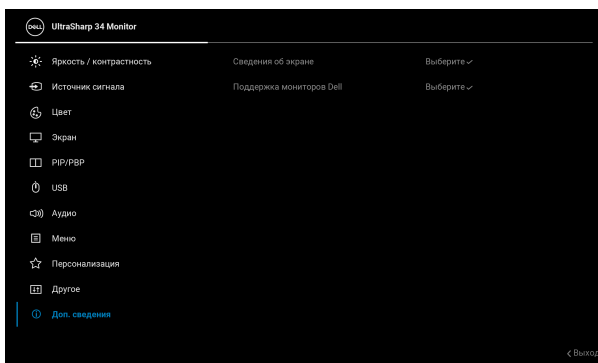 DELL UltraSharp 34 Monitor
Яркость / контрастность Сведения об экране Выберите
Источник сигнала Поддержка мониторов Dell Выберите
Цвет
Экран
PIP/PBP
USB
Аудио
Меню
Персонализация
Другое
Доп. сведения
Выход